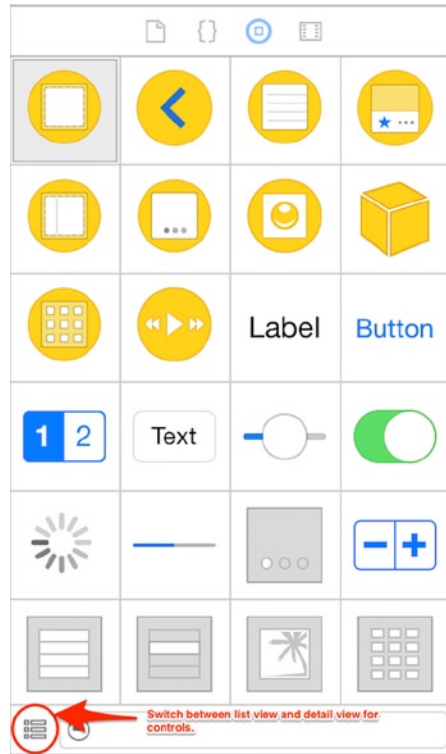 {}
Label
Button
1 2
Text
Switch between list view and detail view for
controls.